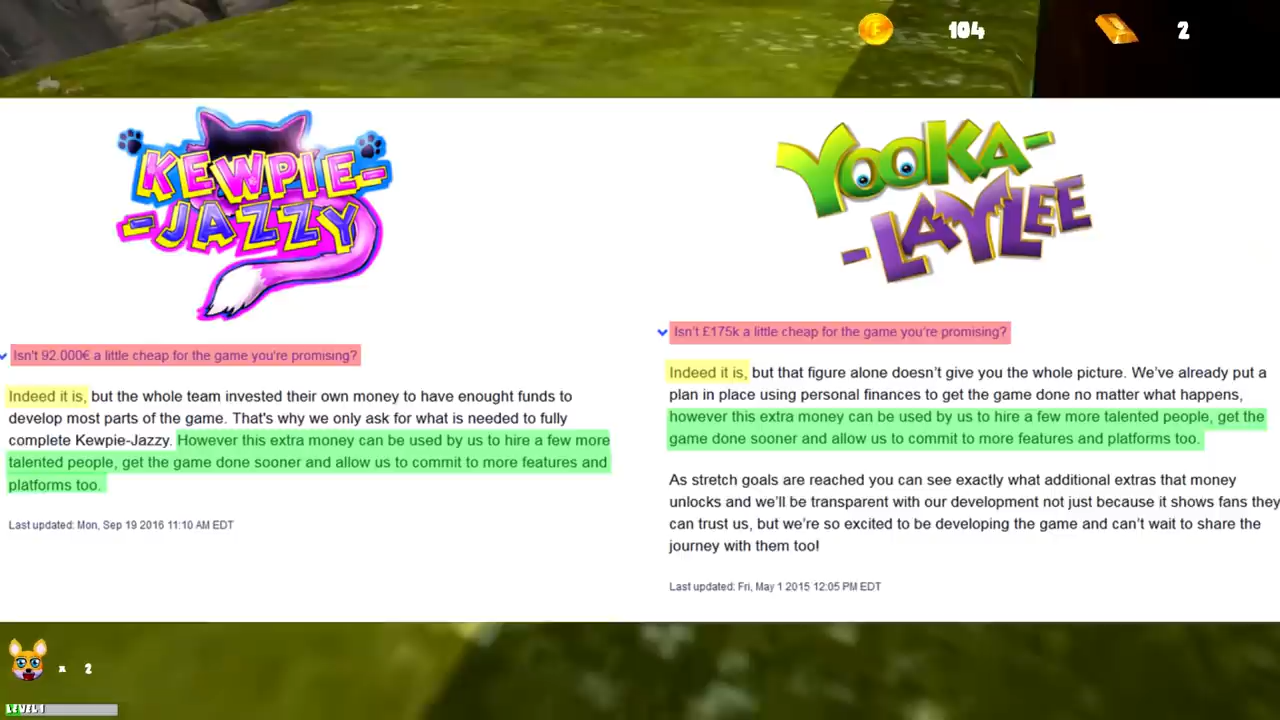 104
2
KEWPIE-
-JAZZY
Isn't 92.000€ a little cheap for the game you're promising?
Indeed it is, but the whole team invested their own money to have enought funds to
develop most parts of the game. That's why we only ask for what is needed to fully
complete Kewpie-Jazzy. However this extra money can be used by us to hire a few more
talented people, get the game done sooner and allow us to commit to more features and
platforms too.
Last updated: Mon, Sep 19 2016 11:10 AM EDT
YOOKA-
-LAYLEE
Isn't £175k a little cheap for the game you're promising?
Indeed it is, but that figure alone doesn’t give you the whole picture. We’ve already put a
plan in place using personal finances to get the game done no matter what happens,
however this extra money can be used by us to hire a few more talented people, get the
game done sooner and allow us to commit to more features and platforms too.
As stretch goals are reached you can see exactly what additional extras that money
unlocks and we’ll be transparent with our development not just because it shows fans they
can trust us, but we’re so excited to be developing the game and can’t wait to share the
journey with them too!
Last updated: Fri, May 1 2015 12:05 PM EDT
x 2
LEVEL 1